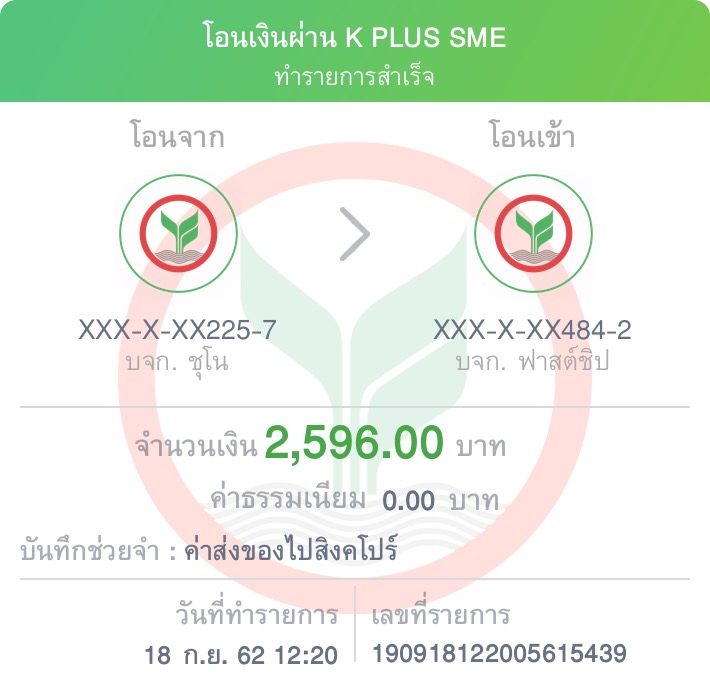 โอนเงินผ่าน K PLUS SME
ทำรายการสำเร็จ
โอนจาก
โอนเข้า
XXX-X-XX225-7
บจก. ชุโน
XXX-X-XX484-2
บจก. ฟาสต์ชิป
จำนวนเงิน 2,596.00 บาท
ค่าธรรมเนียม 0.00 บาท
บันทึกช่วยจำ : ค่าส่งของไปสิงคโปร์
วันที่ทำรายการ
18 ก.ย. 62 12:20
เลขที่รายการ
190918122005615439